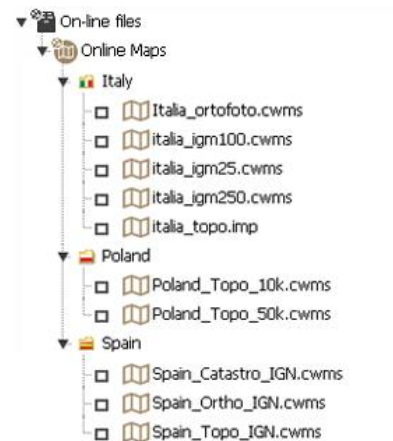 On-line files
Online Maps
Italy
Italia_ortofoto.cwms
italia_igm100.cwms
italia_igm25.cwms
italia_igm250.cwms
italia_topo.imp
Poland
Poland_Topo_10k.cwms
Poland_Topo_50k.cwms
Spain
Spain_Catastro_IGN.cwms
Spain_Ortho_IGN.cwms
Spain_Topo_IGN.cwms